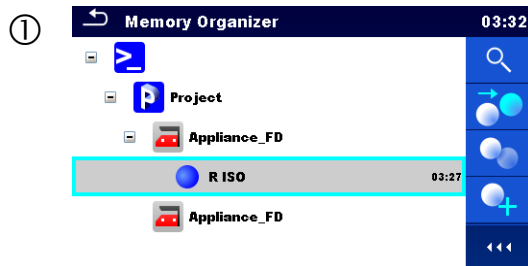 ①
Memory Organizer 03:32
Project
Appliance_FD
R ISO 03:27
Appliance_FD